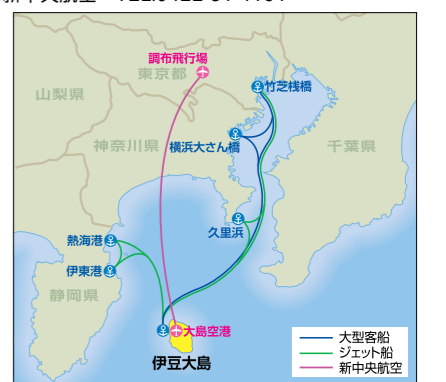 調布飛行場
東京都
竹芝桟橋
山梨県
神奈川県
横浜大さん橋
千葉県
久里浜
熱海港
伊東港
静岡県
大島空港
伊豆大島
大型客船
ジェット船
新中央航空